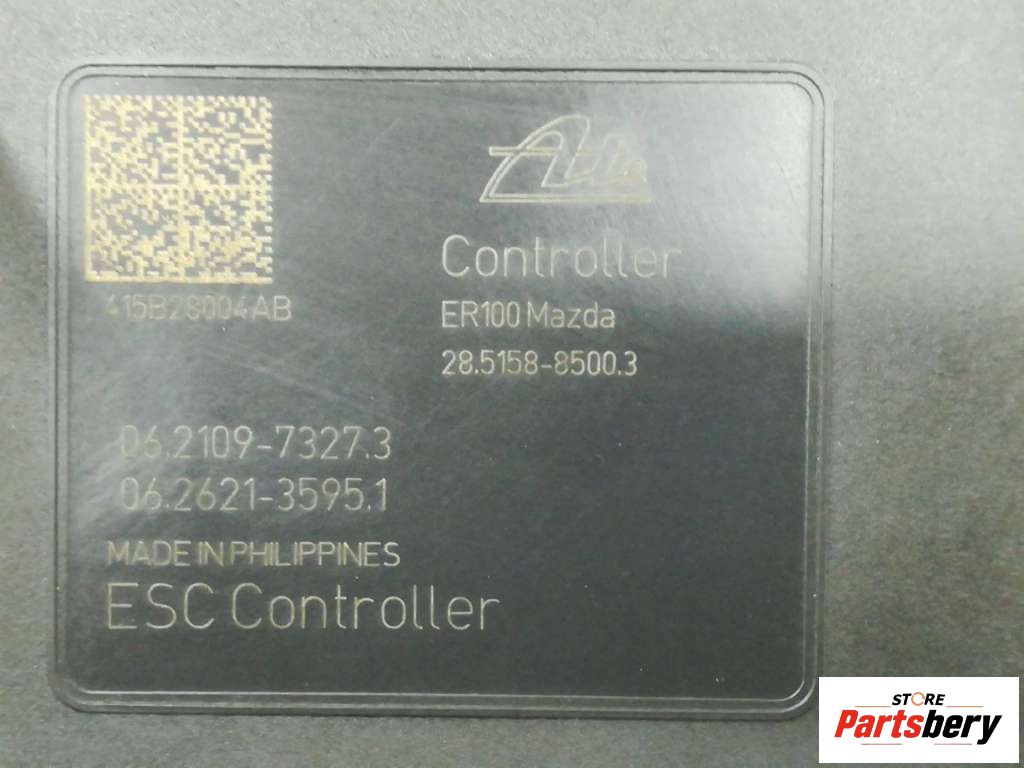 Ate
Controller
415B28004AB
ER100 Mazda
28.5158-8500.3
06.2109-7327.3
06.2621-3595.1
MADE IN PHILIPPINES
ESC Controller
STORE
Partsbery